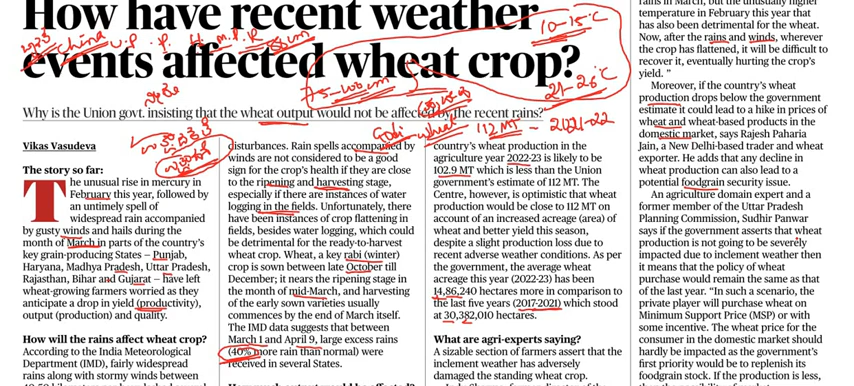 How have recent weather
events affected wheat crop?
Why is the Union govt. insisting that the wheat output would not be affected by the recent rains?
10-15°C
21-26°C
75-100 cm
112 MT - 2021-22
wheat
China
Vikas Vasudeva
The story so far:
The unusual rise in mercury in
February this year, followed by
an untimely spell of
widespread rain accompanied
by gusty winds and hails during the
month of March in parts of the country's
key grain-producing States — Punjab,
Haryana, Madhya Pradesh, Uttar Pradesh,
Rajasthan, Bihar and Gujarat — have left
wheat-growing farmers worried as they
anticipate a drop in yield (productivity),
output (production) and quality.
How will the rains affect wheat crop?
According to the India Meteorological
Department (IMD), fairly widespread
rains along with stormy winds between
disturbances. Rain spells accompanied by
winds are not considered to be a good
sign for the crop's health if they are close
to the ripening and harvesting stage,
especially if there are instances of water
logging in the fields. Unfortunately, there
have been instances of crop flattening in
fields, besides water logging, which could
be detrimental for the ready-to-harvest
wheat crop. Wheat, a key rabi (winter)
crop is sown between late October till
December; it nears the ripening stage in
the month of mid-March, and harvesting
of the early sown varieties usually
commences by the end of March itself.
The IMD data suggests that between
March 1 and April 9, large excess rains
(40% more rain than normal) were
received in several States.
country's wheat production in the
agriculture year 2022-23 is likely to be
102.9 MT which is less than the Union
government's estimate of 112 MT. The
Centre, however, is optimistic that wheat
production would be close to 112 MT on
account of an increased acreage (area) of
wheat and better yield this season,
despite a slight production loss due to
recent adverse weather conditions. As per
the government, the average wheat
acreage this year (2022-23) has been
14,86,240 hectares more in comparison to
the last five years (2017-2021) which stood
at 30,382,010 hectares.
What are agri-experts saying?
A sizable section of farmers assert that the
inclement weather has adversely
damaged the standing wheat crop.
rains in March, but the unusually higher
temperature in February this year that
has also been detrimental for the wheat.
Now, after the rains and winds, wherever
the crop has flattened, it will be difficult to
recover it, eventually hurting the crop's
yield. "
Moreover, if the country's wheat
production drops below the government
estimate it could lead to a hike in prices of
wheat and wheat-based products in the
domestic market, says Rajesh Paharia
Jain, a New Delhi-based trader and wheat
exporter. He adds that any decline in
wheat production can also lead to a
potential foodgrain security issue.
An agriculture domain expert and a
former member of the Uttar Pradesh
Planning Commission, Sudhir Panwar
says if the government asserts that wheat
production is not going to be severely
impacted due to inclement weather then
it means that the policy of wheat
purchase would remain the same as that
of the last year. "In such a scenario, the
private player will purchase wheat on
Minimum Support Price (MSP) or with
some incentive. The wheat price for the
consumer in the domestic market should
hardly be impacted as the government's
first priority would be to replenish its
foodgrain stock. If the production is less,